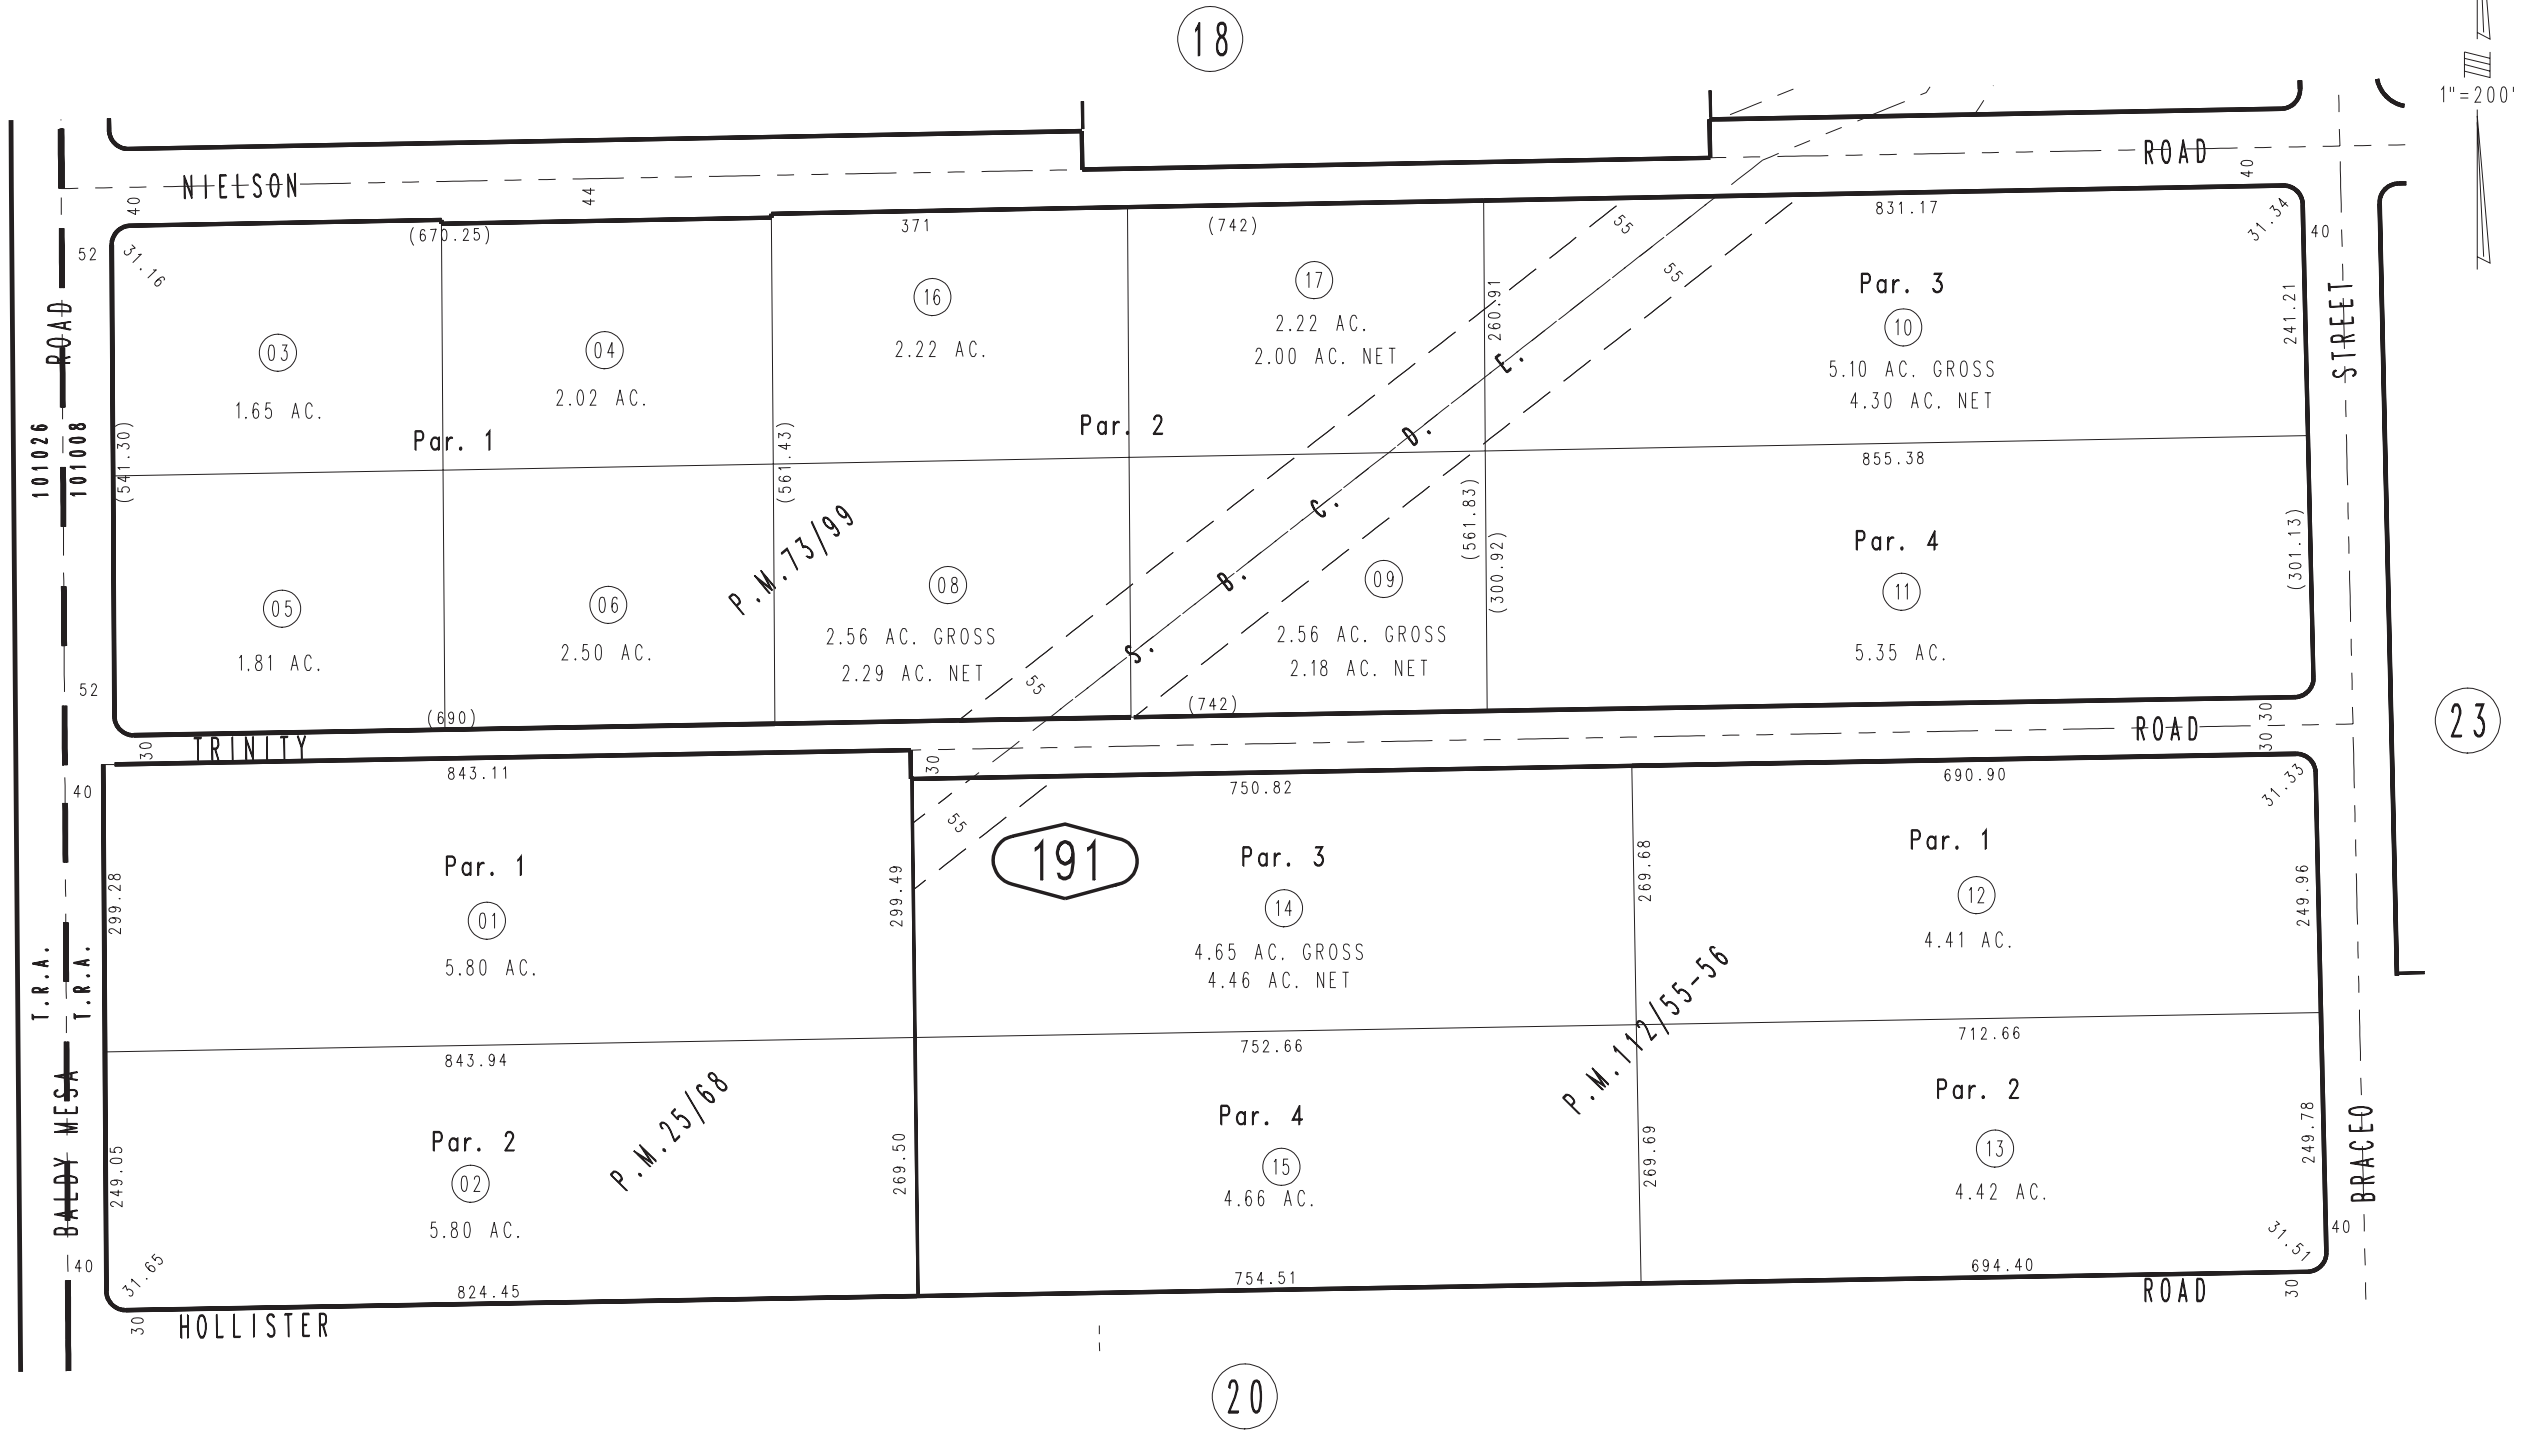 18
1"=200'
NIELSON
ROAD
40
44
40
52
31.16
(670.25)
371
(742)
55
831.17
31.34
40
ROAD
03
1.65 AC.
04
2.02 AC.
16
2.22 AC.
17
2.22 AC.
2.00 AC. NET
260.91
55
Par. 3
10
5.10 AC. GROSS
4.30 AC. NET
241.21
STREET
101026
101008
(541.30)
Par. 1
(561.43)
Par. 2
S. B. C. D. E.
855.38
P.M.73/99
(561.83)
(300.92)
Par. 4
11
5.35 AC.
(301.13)
05
1.81 AC.
06
2.50 AC.
08
2.56 AC. GROSS
2.29 AC. NET
55
09
2.56 AC. GROSS
2.18 AC. NET
52
(690)
(742)
30
TRINITY
ROAD
30
30
30
23
40
843.11
750.82
690.90
31.33
55
191
299.28
Par. 1
01
5.80 AC.
299.49
Par. 3
14
4.65 AC. GROSS
4.46 AC. NET
269.68
Par. 1
12
4.41 AC.
249.96
T.R.A.
T.R.A.
P.M.112/55-56
843.94
752.66
712.66
BALDY MESA
249.05
Par. 2
02
5.80 AC.
P.M.25/68
269.50
Par. 4
15
4.66 AC.
269.69
Par. 2
13
4.42 AC.
249.78
BRACEO
40
31.65
824.45
754.51
694.40
31.51
40
30
HOLLISTER
ROAD
30
20